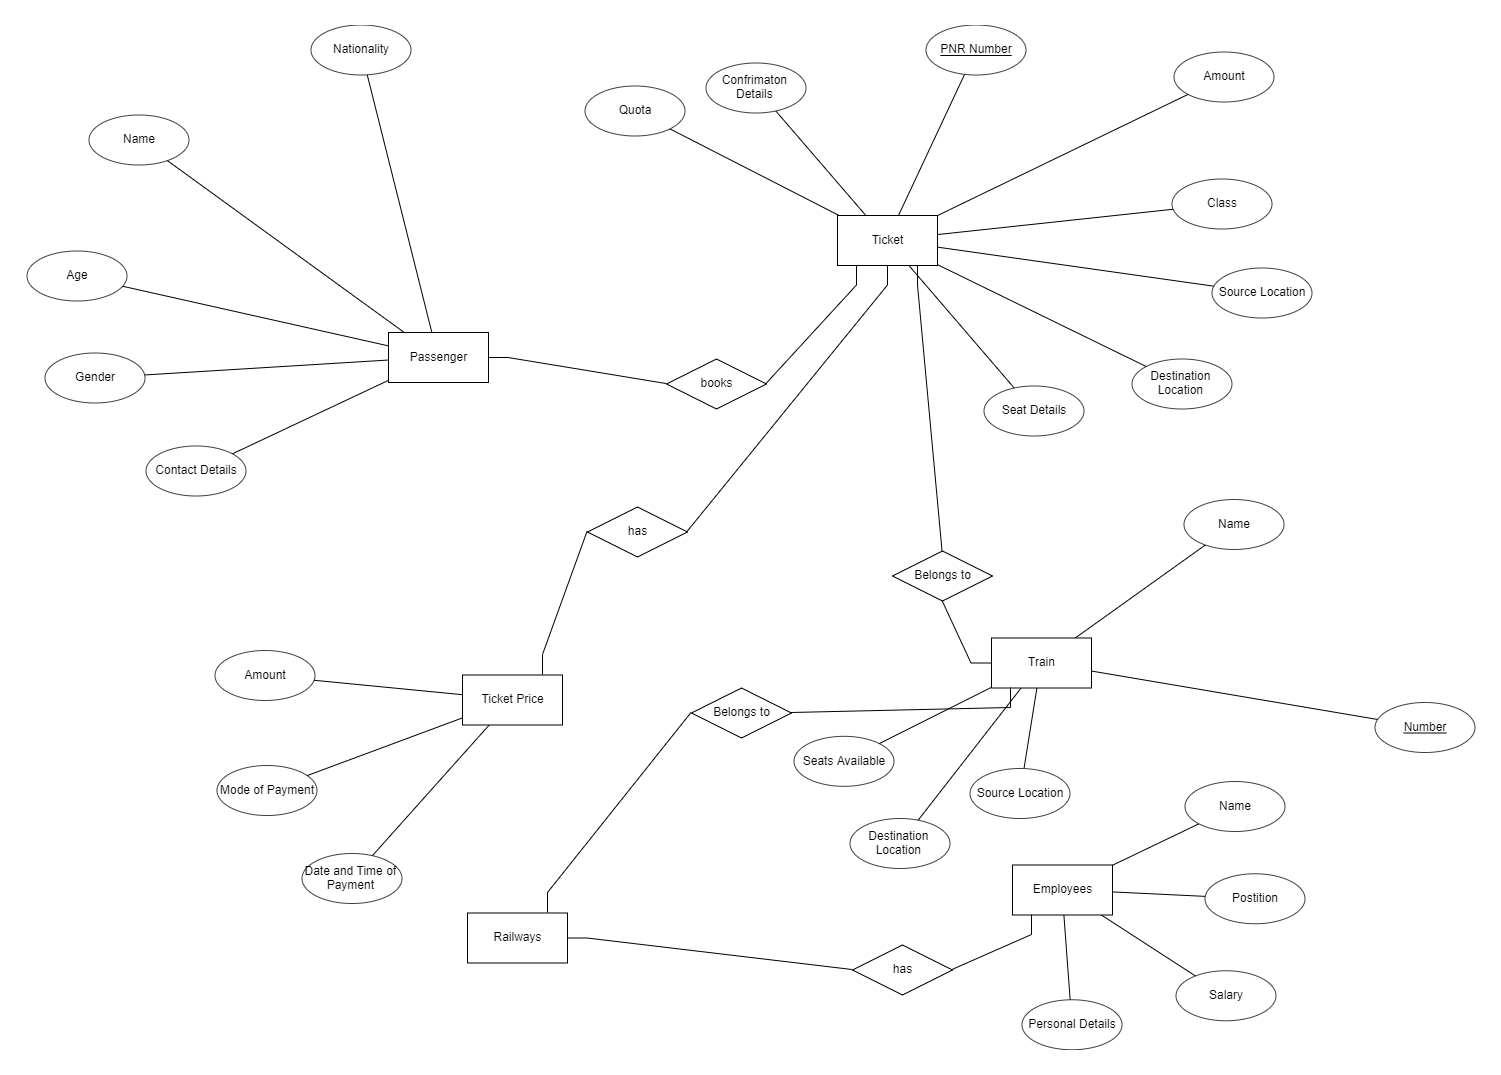 Nationality
PNR Number
Amount
Confrimaton
Details
Quota
Name
Class
Ticket
Age
Source Location
Passenger
Gender
books
Destination
Location
Seat Details
Contact Details
Name
has
Belongs to
Train
Amount
Ticket Price
Belongs to
Number
Seats Available
Mode of Payment
Source Location
Name
Destination
Location
Date and Time of
Payment
Employees
Postition
Railways
has
Salary
Personal Details